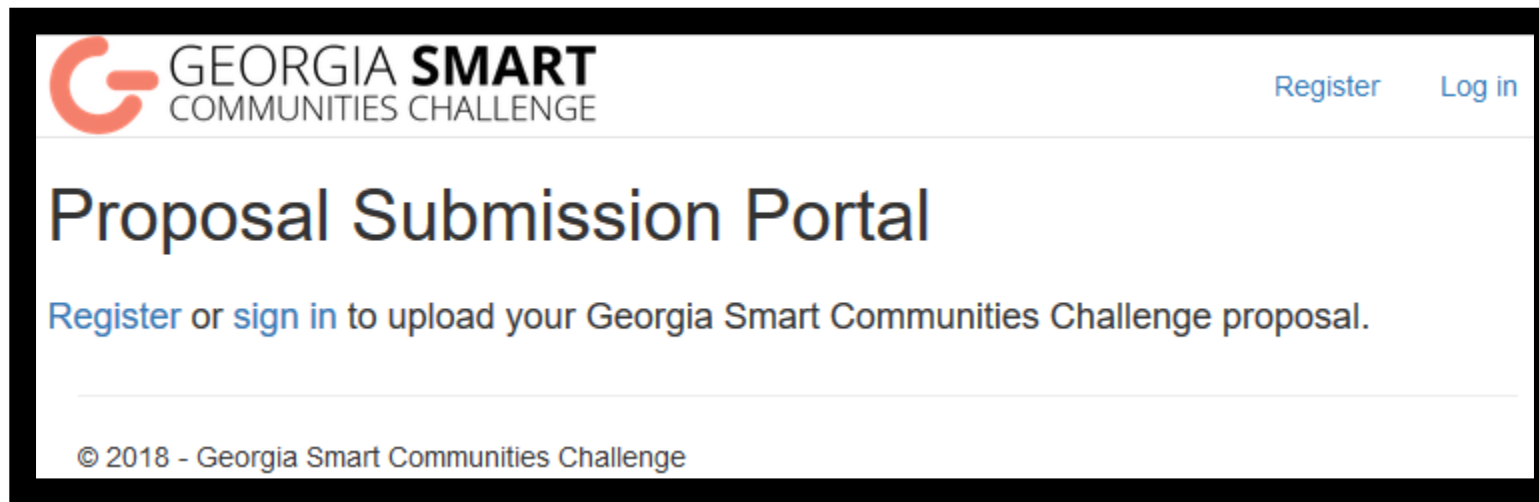 GEORGIA SMART
COMMUNITIES CHALLENGE
Register Log in
Proposal Submission Portal
Register or sign in to upload your Georgia Smart Communities Challenge proposal.
© 2018 - Georgia Smart Communities Challenge